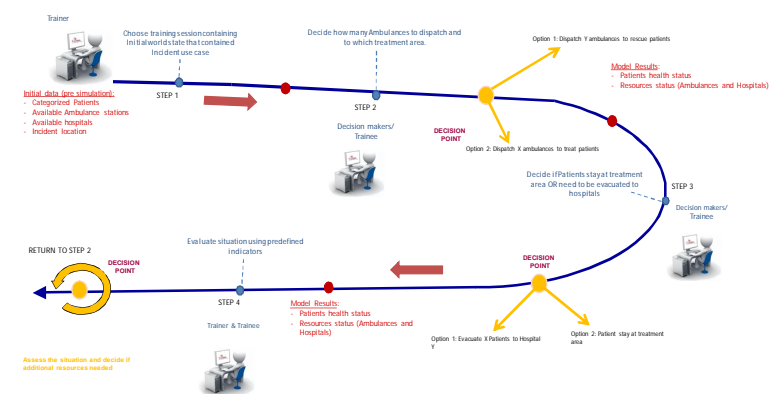 Trainer
Choose training session containing
Initial world state that contained
Incident use case
Decide how many Ambulances to dispatch and
to which treatment area.
Option 1: Dispatch Y ambulances to rescue patients
Model Results:
- Patients health status
- Resources status (Ambulances and Hospitals)
Initial data (pre simulation):
- Categorized Patients
- Available Ambulance stations
- Available hospitals
- Incident location
STEP 1
STEP 2
Decision makers/
Trainee
DECISION
POINT
Option 2: Dispatch X ambulances to treat patients
Decide if Patients stay at treatment
area OR need to be evacuated to
hospitals
STEP 3
Decision makers/
Trainee
RETURN TO STEP 2
DECISION
POINT
Evaluate situation using predefined
indicators
DECISION
POINT
STEP 4
Model Results:
- Patients health status
- Resources status (Ambulances and
Hospitals)
Trainer & Trainee
Option 1: Evacuate X Patients to Hospital
Y
Option 2: Patient stay at treatment
area
Assess the situation and decide if
additional resources needed